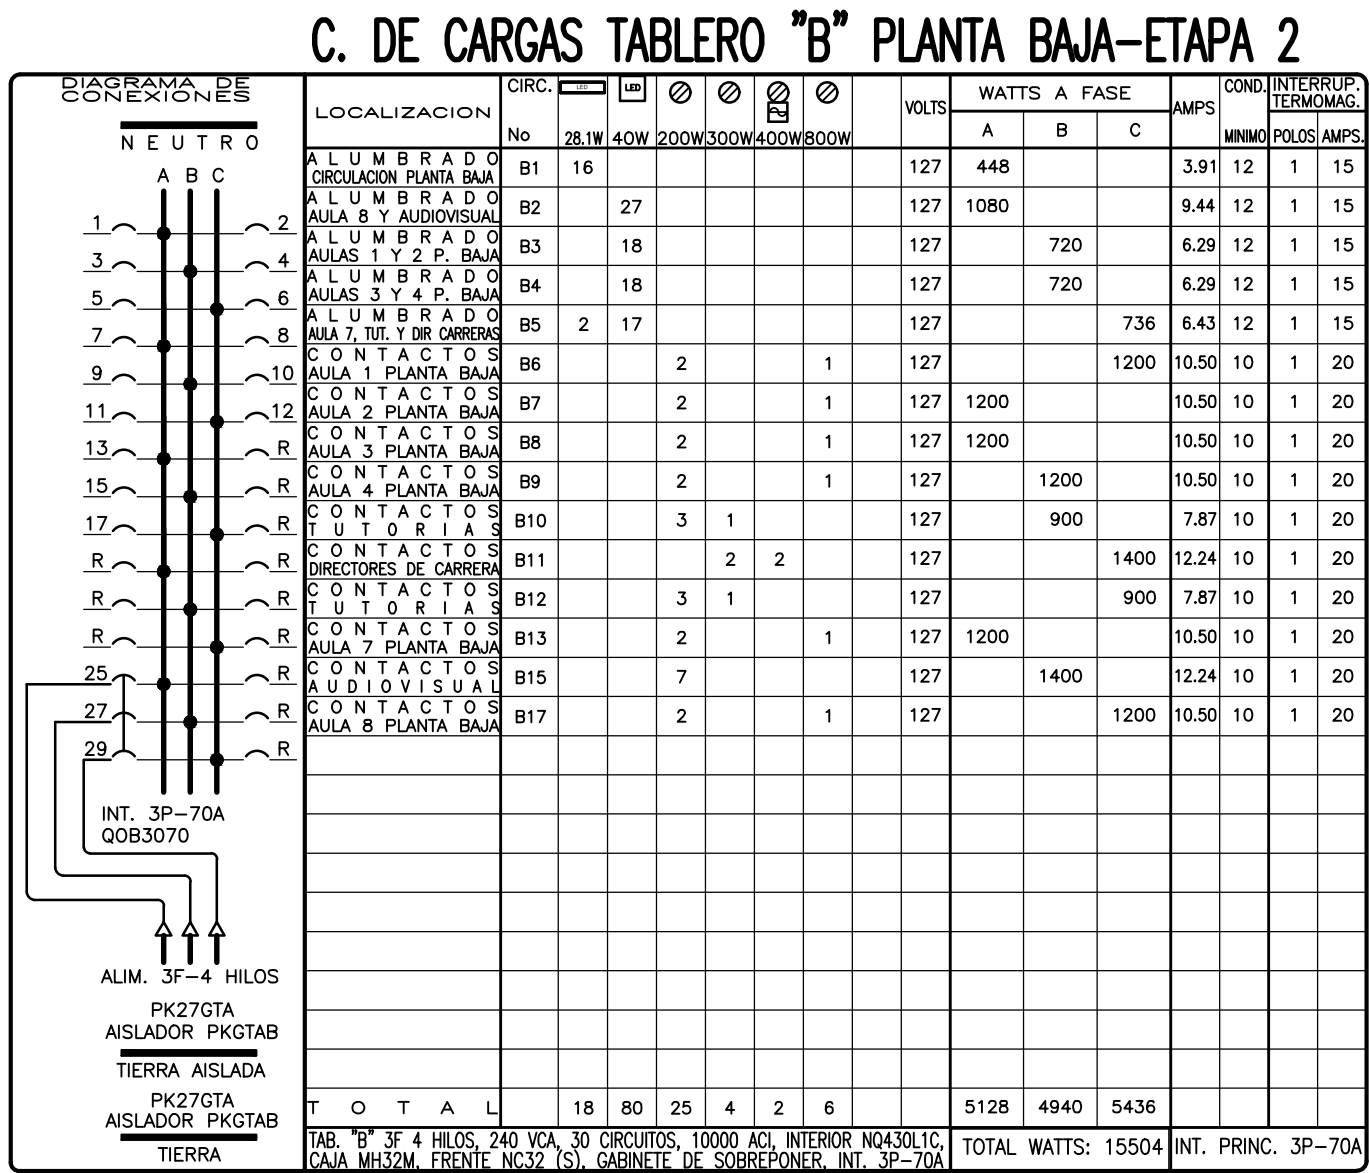 C. DE CARGAS TABLERO "B" PLANTA BAJA-ETAPA 2
DIAGRAMA DE
CONEXIONES
NEUTRO
A B C
1 2
3 4
5 6
7 8
9 10
11 12
13 R
15 R
17 R
R R
R R
R R
25 R
27 R
29 R
INT. 3P-70A
QOB3070
ALIM. 3F-4 HILOS
PK27GTA
AISLADOR PKGTAB
TIERRA AISLADA
PK27GTA
AISLADOR PKGTAB
TIERRA
LOCALIZACION
CIRC.
No
LED
28.1W
LED
40W
200W
300W
400W
800W
VOLTS
WATTS A FASE
A B C
AMPS
COND.
MINIMO
INTERRUP.
TERMOMAG.
POLOS AMPS.
ALUMBRADO
CIRCULACION PLANTA BAJA B1 16 127 448 3.91 12 1 15
ALUMBRADO
AULA 8 Y AUDIOVISUAL B2 27 127 1080 9.44 12 1 15
ALUMBRADO
AULAS 1 Y 2 P. BAJA B3 18 127 720 6.29 12 1 15
ALUMBRADO
AULAS 3 Y 4 P. BAJA B4 18 127 720 6.29 12 1 15
ALUMBRADO
AULA 7, TUT. Y DIR CARRERAS B5 2 17 127 736 6.43 12 1 15
CONTACTOS
AULA 1 PLANTA BAJA B6 2 1 127 1200 10.50 10 1 20
CONTACTOS
AULA 2 PLANTA BAJA B7 2 1 127 1200 10.50 10 1 20
CONTACTOS
AULA 3 PLANTA BAJA B8 2 1 127 1200 10.50 10 1 20
CONTACTOS
AULA 4 PLANTA BAJA B9 2 1 127 1200 10.50 10 1 20
CONTACTOS
TUTORIAS B10 3 1 127 900 7.87 10 1 20
CONTACTOS
DIRECTORES DE CARRERA B11 2 2 127 1400 12.24 10 1 20
CONTACTOS
TUTORIAS B12 3 1 127 900 7.87 10 1 20
CONTACTOS
AULA 7 PLANTA BAJA B13 2 1 127 1200 10.50 10 1 20
CONTACTOS
AUDIOVISUAL B15 7 127 1400 12.24 10 1 20
CONTACTOS
AULA 8 PLANTA BAJA B17 2 1 127 1200 10.50 10 1 20
TOTAL 18 80 25 4 2 6 5128 4940 5436
TAB. "B" 3F 4 HILOS, 240 VCA, 30 CIRCUITOS, 10000 ACI, INTERIOR NQ430L1C,
CAJA MH32M, FRENTE NC32 (S), GABINETE DE SOBREPONER, INT. 3P-70A
TOTAL WATTS: 15504
INT. PRINC. 3P-70A